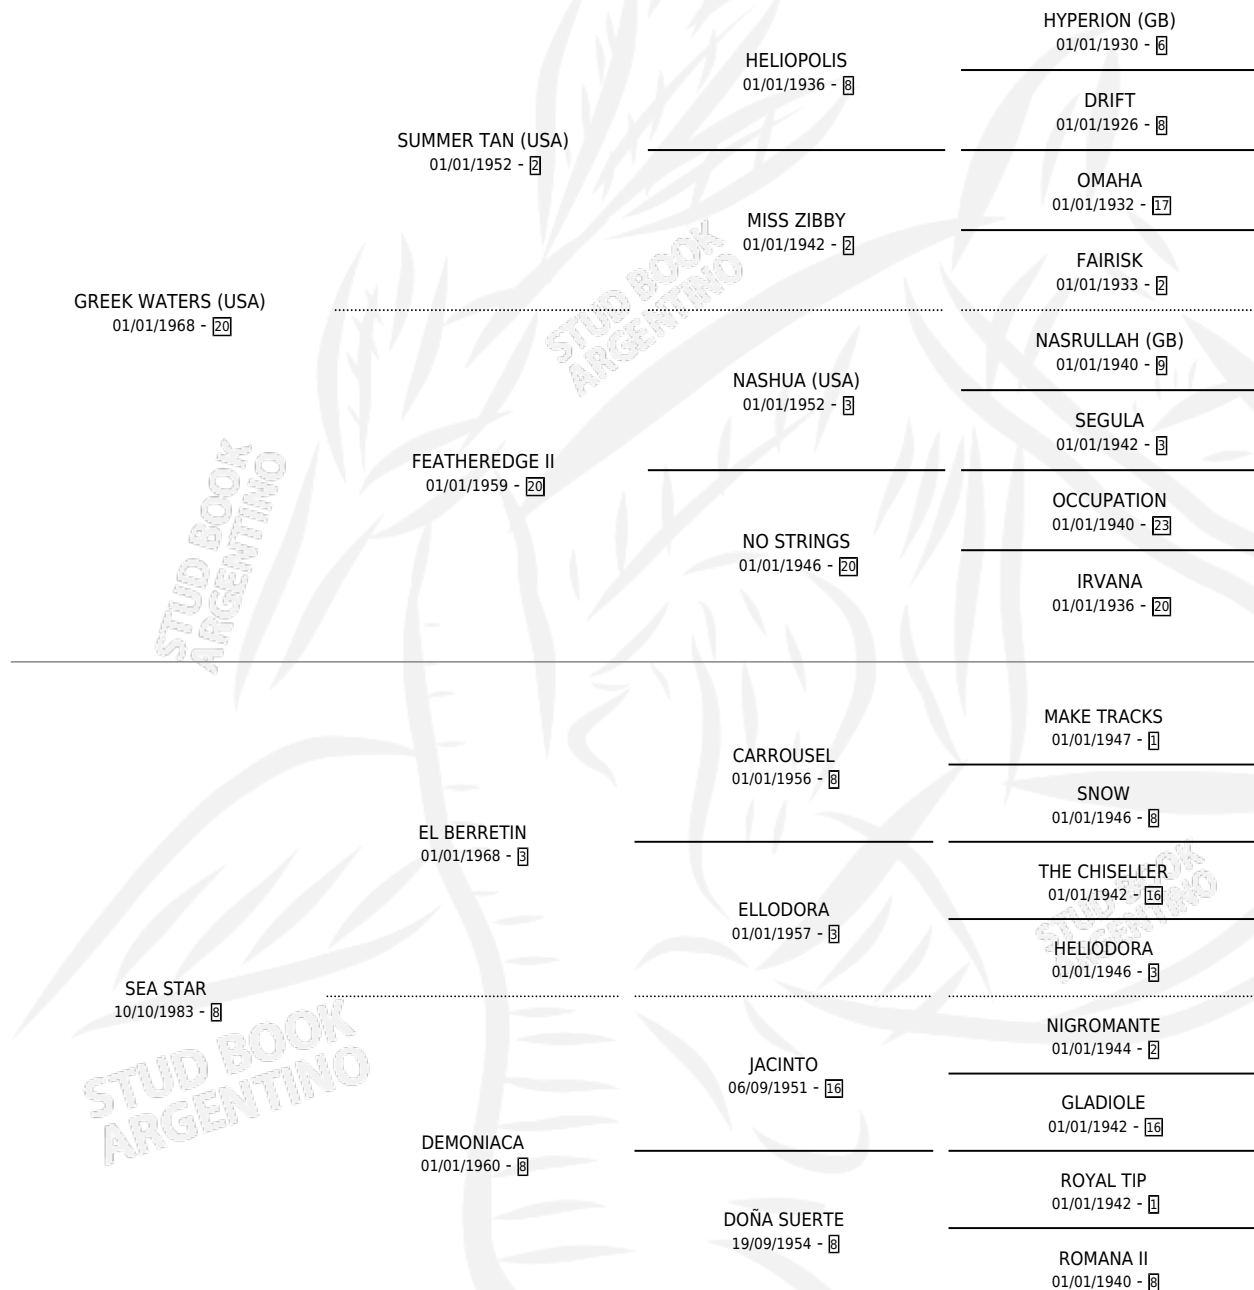 HYPERION (GB)
01/01/1930 - 6
HELIOPOLIS
01/01/1936 - 8
DRIFT
01/01/1926 - 8
SUMMER TAN (USA)
01/01/1952 - 2
OMAHA
01/01/1932 - 17
MISS ZIBBY
01/01/1942 - 2
FAIRISK
01/01/1933 - 2
GREEK WATERS (USA)
01/01/1968 - 20
NASRULLAH (GB)
01/01/1940 - 9
NASHUA (USA)
01/01/1952 - 3
SEGULA
01/01/1942 - 3
FEATHEREDGE II
01/01/1959 - 20
OCCUPATION
01/01/1940 - 23
NO STRINGS
01/01/1946 - 20
IRVANA
01/01/1936 - 20
MAKE TRACKS
01/01/1947 - 1
CARROUSEL
01/01/1956 - 8
SNOW
01/01/1946 - 8
EL BERRETIN
01/01/1968 - 3
THE CHISELLER
01/01/1942 - 16
ELLODORA
01/01/1957 - 3
HELIODORA
01/01/1946 - 3
SEA STAR
10/10/1983 - 8
NIGROMANTE
01/01/1944 - 2
JACINTO
06/09/1951 - 16
GLADIOLE
01/01/1942 - 16
DEMONIACA
01/01/1960 - 8
ROYAL TIP
01/01/1942 - 1
DOÑA SUERTE
19/09/1954 - 8
ROMANA II
01/01/1940 - 8
STUD BOOK
ARGENTINO
STUD BOOK
ARGENTINO
STUD BOOK
ARGENTINO
STUD BOOK
ARGENTINO